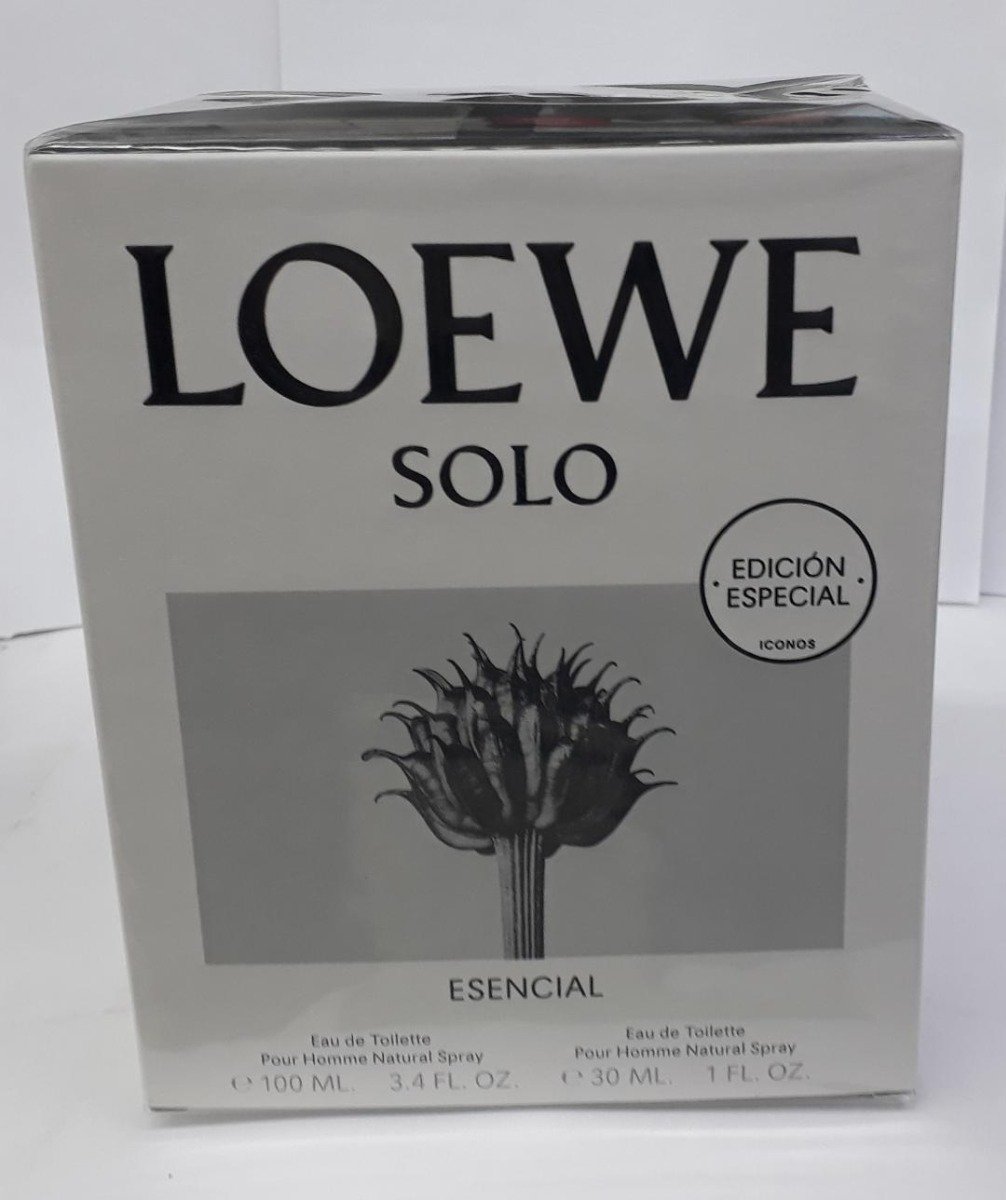 LOEWE
SOLO
EDICIÓN
ESPECIAL
ICONOS
ESENCIAL
Eau de Toilette
Pour Homme Natural Spray
℮ 100 ML. 3.4 FL. OZ.
Eau de Toilette
Pour Homme Natural Spray
℮ 30 ML. 1 FL. OZ.